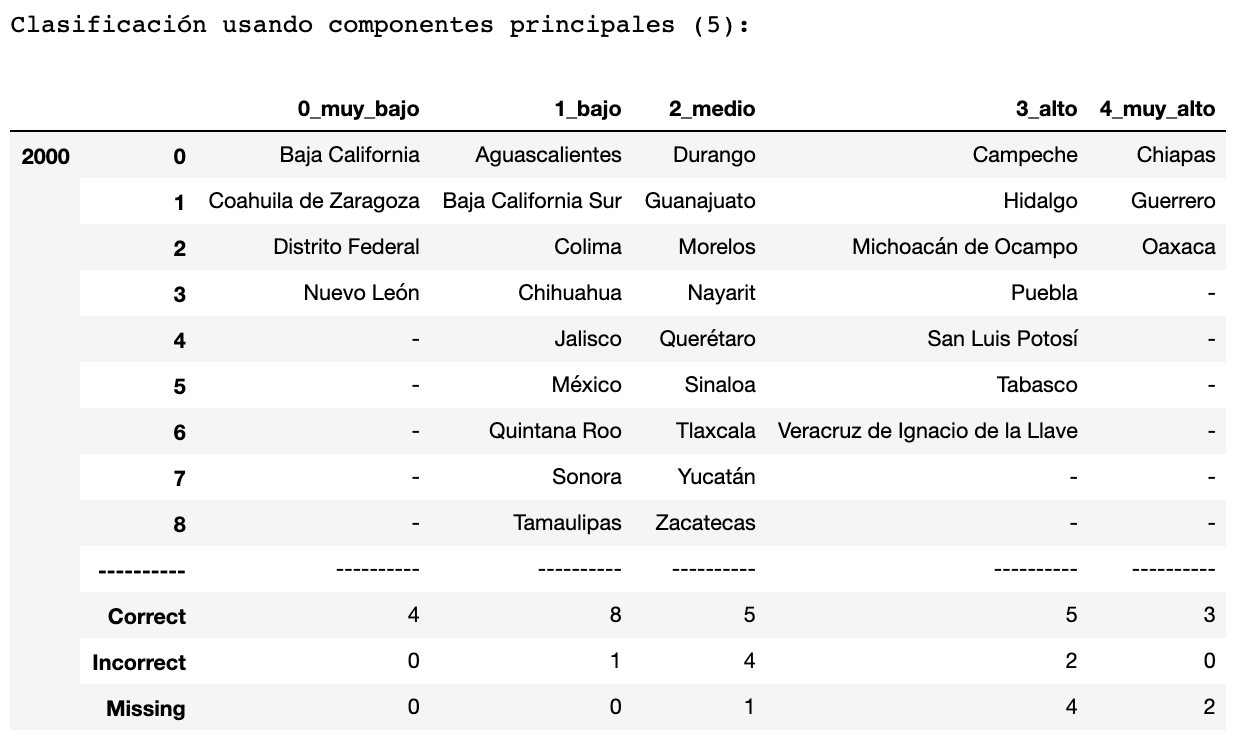 Clasificación usando componentes principales (5):
0_muy_bajo 1_bajo 2_medio 3_alto 4_muy_alto
2000 0 Baja California Aguascalientes Durango Campeche Chiapas
1 Coahuila de Zaragoza Baja California Sur Guanajuato Hidalgo Guerrero
2 Distrito Federal Colima Morelos Michoacán de Ocampo Oaxaca
3 Nuevo León Chihuahua Nayarit Puebla -
4 - Jalisco Querétaro San Luis Potosí -
5 - México Sinaloa Tabasco -
6 - Quintana Roo Tlaxcala Veracruz de Ignacio de la Llave -
7 - Sonora Yucatán - -
8 - Tamaulipas Zacatecas - -
---------- ---------- ---------- ---------- ---------- ----------
Correct 4 8 5 5 3
Incorrect 0 1 4 2 0
Missing 0 0 1 4 2